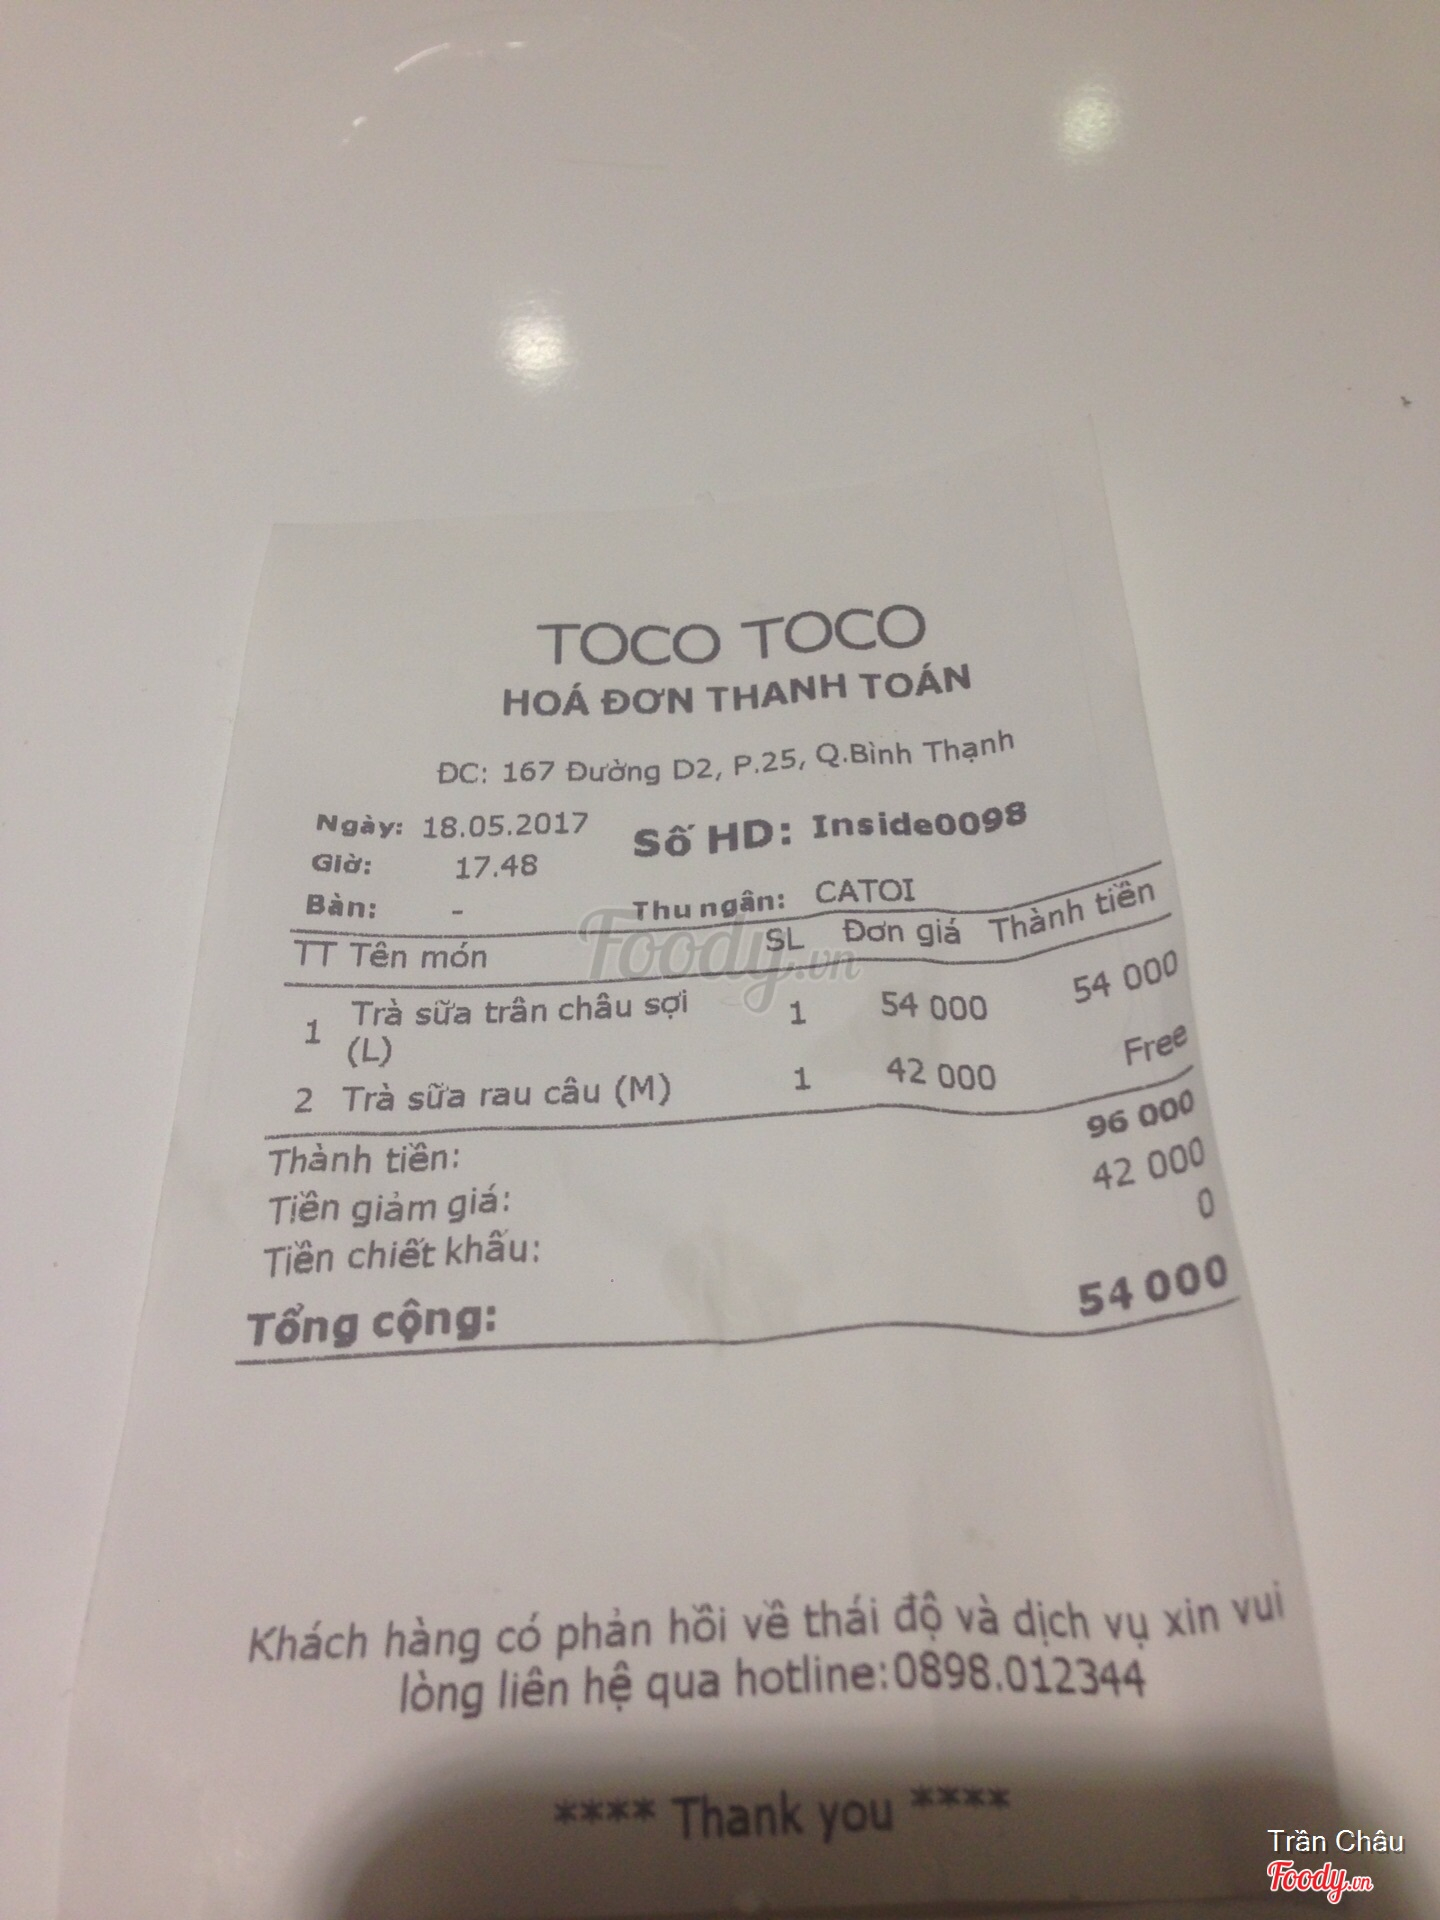 TOCO TOCO
HOÁ ĐƠN THANH TOÁN
ĐC: 167 Đường D2, P.25, Q.Bình Thạnh
Ngày: 18.05.2017 Số HD: Inside0098
Giờ: 17.48
Bàn: - Thu ngân: CATOI
TT Tên món SL Đơn giá Thành tiền
1 Trà sữa trân châu sợi (L) 1 54 000 54 000
2 Trà sữa rau câu (M) 1 42 000 Free
Thành tiền: 96 000
Tiền giảm giá: 42 000
Tiền chiết khấu: 0
Tổng cộng: 54 000
Khách hàng có phản hồi về thái độ và dịch vụ xin vui
lòng liên hệ qua hotline:0898.012344
**** Thank you ****
Foody.vn
Trần Châu
Foody.vn